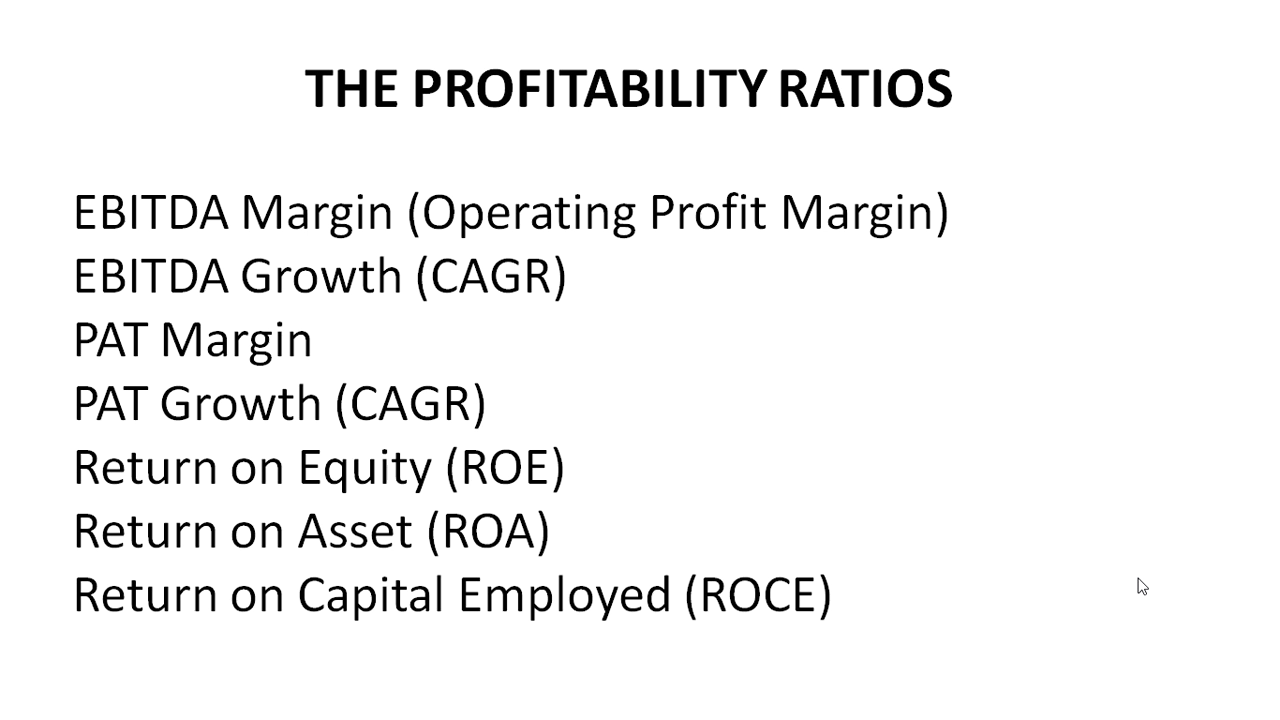 THE PROFITABILITY RATIOS
EBITDA Margin (Operating Profit Margin)
EBITDA Growth (CAGR)
PAT Margin
PAT Growth (CAGR)
Return on Equity (ROE)
Return on Asset (ROA)
Return on Capital Employed (ROCE)